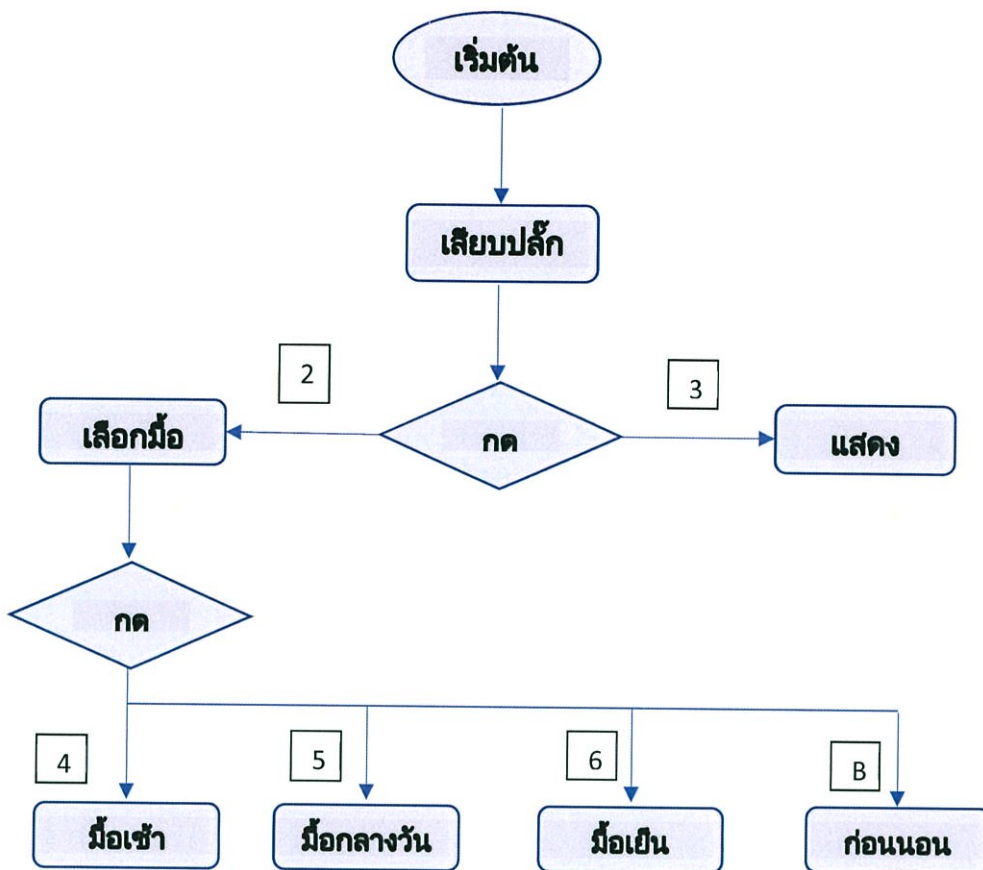 เริ่มต้น
เสียบปลั๊ก
2
3
เลือกมื้อ
กด
แสดง
กด
4
5
6
B
มื้อเช้า
มื้อกลางวัน
มื้อเย็น
ก่อนนอน